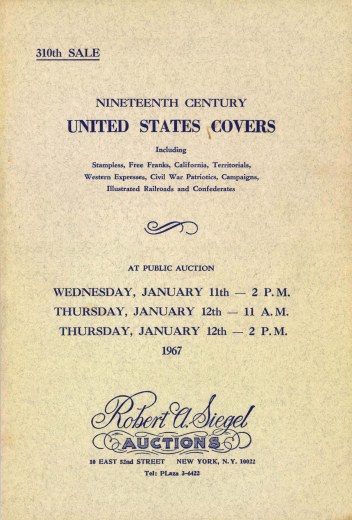 310th SALE
NINETEENTH CENTURY
UNITED STATES COVERS
Including
Stampless, Free Franks, California, Territorials,
Western Expresses, Civil War Patriotics, Campaigns,
Illustrated Railroads and Confederates
AT PUBLIC AUCTION
WEDNESDAY, JANUARY 11th — 2 P.M.
THURSDAY, JANUARY 12th — 11 A.M.
THURSDAY, JANUARY 12th — 2 P.M.
1967
Robert A. Siegel
AUCTIONS
10 EAST 52nd STREET NEW YORK, N.Y. 10022
Tel: PLaza 3-6422